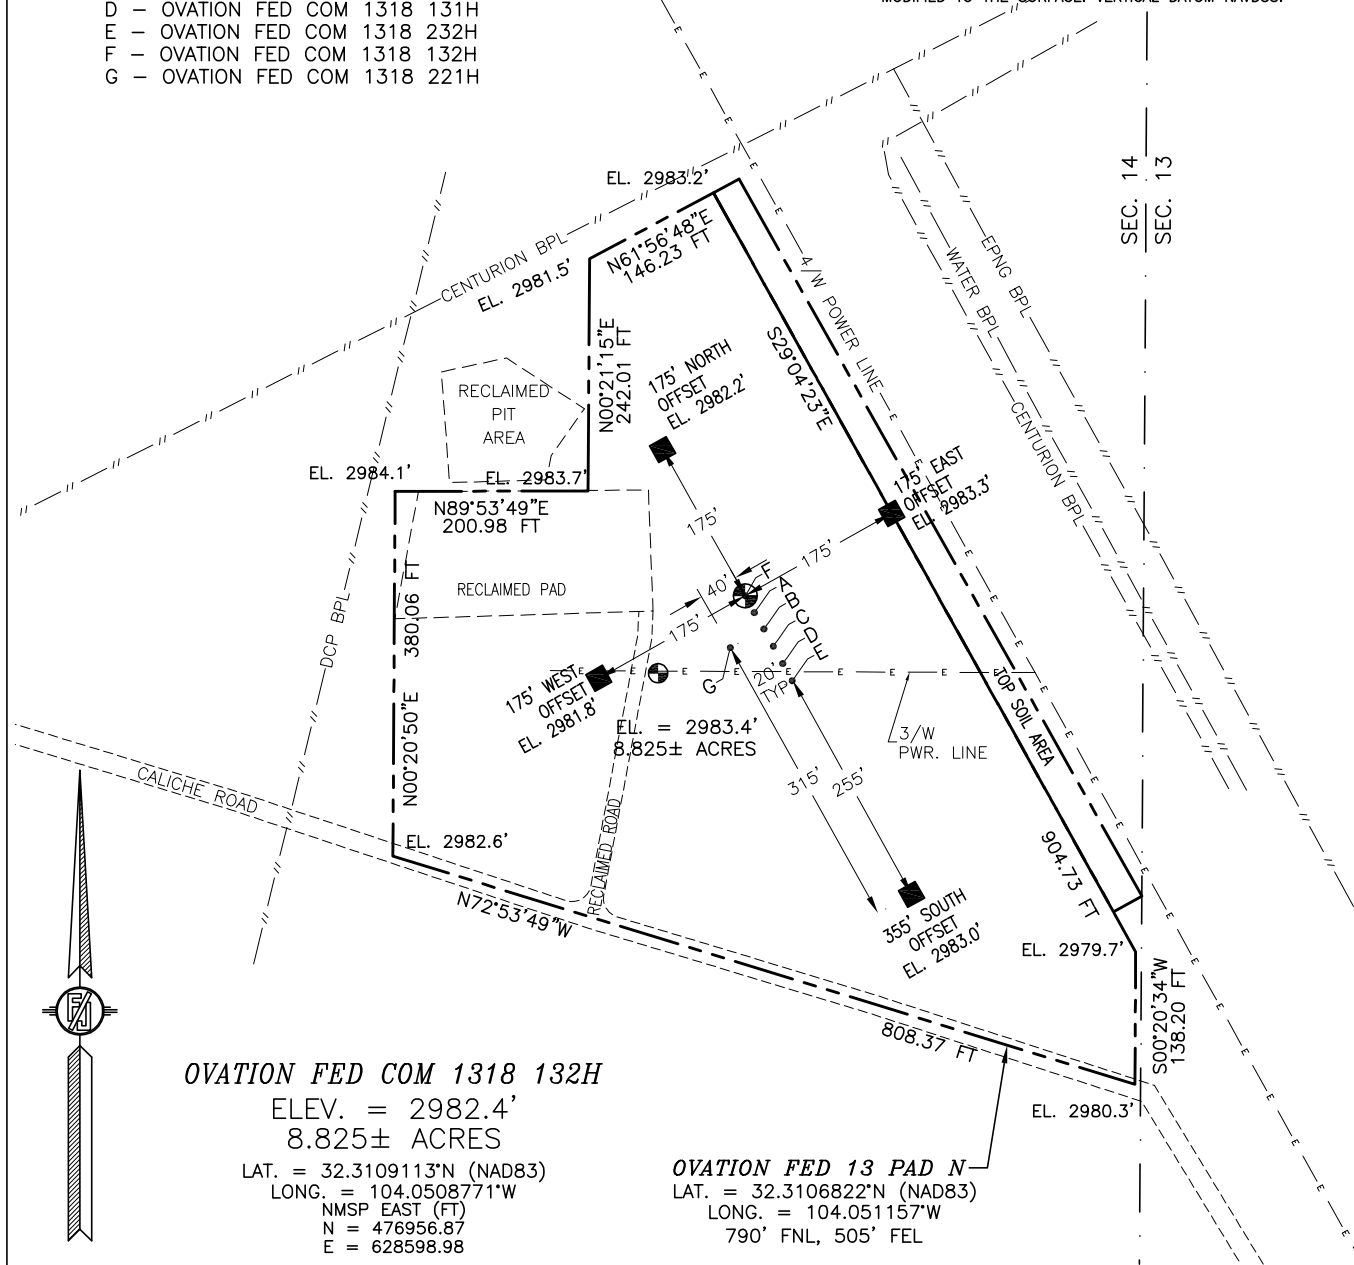 D – OVATION FED COM 1318 131H
E – OVATION FED COM 1318 232H
F – OVATION FED COM 1318 132H
G – OVATION FED COM 1318 221H
MODIFIED TO THE SURFACE. VERTICAL DATUM NAVD88.
SEC. 14
SEC. 13
EL. 2983.2'
N61°56'48"E
146.23 FT
CENTURION BPL
EL. 2981.5'
4/W POWER LINE
WATER BPL
EPNG BPL
CENTURION BPL
N00°21'15"E
242.01 FT
S29°04'23"E
175' NORTH
OFFSET
EL. 2982.2'
RECLAIMED
PIT
AREA
EL. 2984.1'
EL. 2983.7'
N89°53'49"E
200.98 FT
175' EAST
OFFSET
EL. 2983.3'
175'
175'
40'
175'
F
A
B
C
D
E
G
20'
TYP
RECLAIMED PAD
380.06 FT
N00°20'50"E
DCP BPL
175' WEST
OFFSET
EL. 2981.8'
EL. = 2983.4'
8.825± ACRES
3/W
PWR. LINE
TOP SOIL AREA
315'
255'
CALICHE ROAD
EL. 2982.6'
RECLAIMED ROAD
N72°53'49"W
904.73 FT
355' SOUTH
OFFSET
EL. 2983.0'
EL. 2979.7'
S00°20'34"W
138.20 FT
808.37 FT
EL. 2980.3'
OVATION FED COM 1318 132H
ELEV. = 2982.4'
8.825± ACRES
LAT. = 32.3109113°N (NAD83)
LONG. = 104.0508771°W
NMSP EAST (FT)
N = 476956.87
E = 628598.98
OVATION FED 13 PAD N
LAT. = 32.3106822°N (NAD83)
LONG. = 104.051157°W
790' FNL, 505' FEL